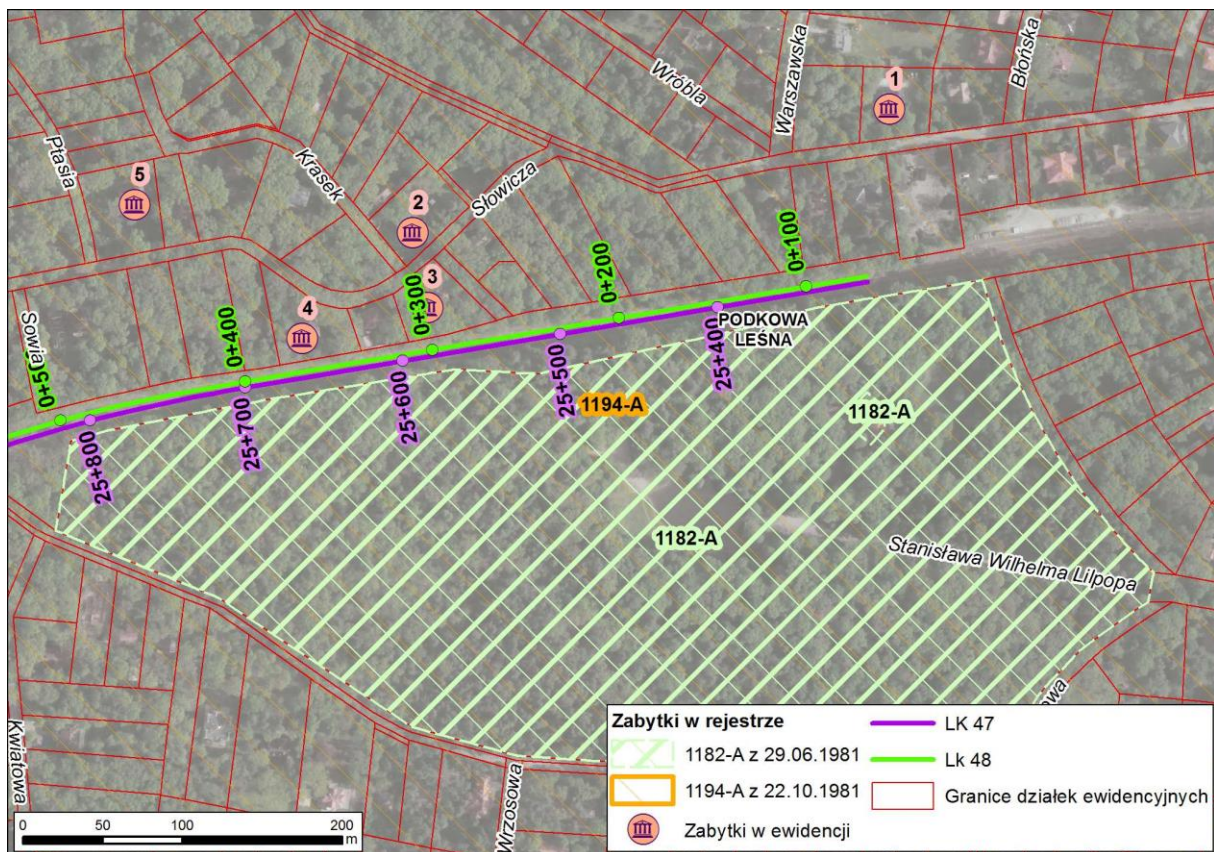 Wróbla
Warszawska
Błońska
1
Ptasia
Krasek
Słowicza
5
2
3
4
0+100
0+200
0+300
0+400
Sowia
25+400
25+500
25+600
25+700
25+800
PODKOWA
LEŚNA
1194-A
1182-A
1182-A
Stanisława Wilhelma Lilpopa
Kwiatowa
Wrzosowa
Zabytki w rejestrze
1182-A z 29.06.1981
1194-A z 22.10.1981
Zabytki w ewidencji
LK 47
Lk 48
Granice działek ewidencyjnych
0 50 100 200
m